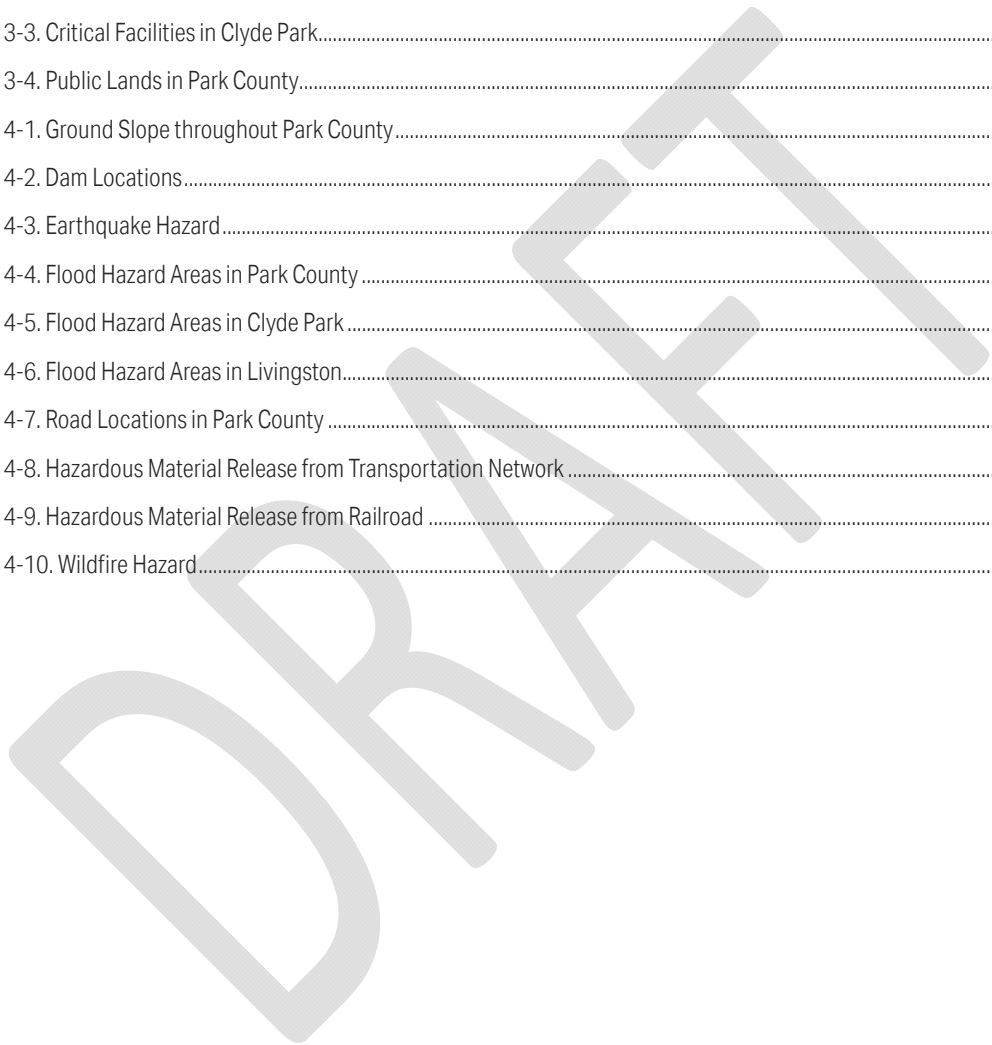 3-3. Critical Facilities in Clyde Park
3-4. Public Lands in Park County
4-1. Ground Slope throughout Park County
4-2. Dam Locations
4-3. Earthquake Hazard
4-4. Flood Hazard Areas in Park County
4-5. Flood Hazard Areas in Clyde Park
4-6. Flood Hazard Areas in Livingston
4-7. Road Locations in Park County
4-8. Hazardous Material Release from Transportation Network
4-9. Hazardous Material Release from Railroad
4-10. Wildfire Hazard
DRAFT